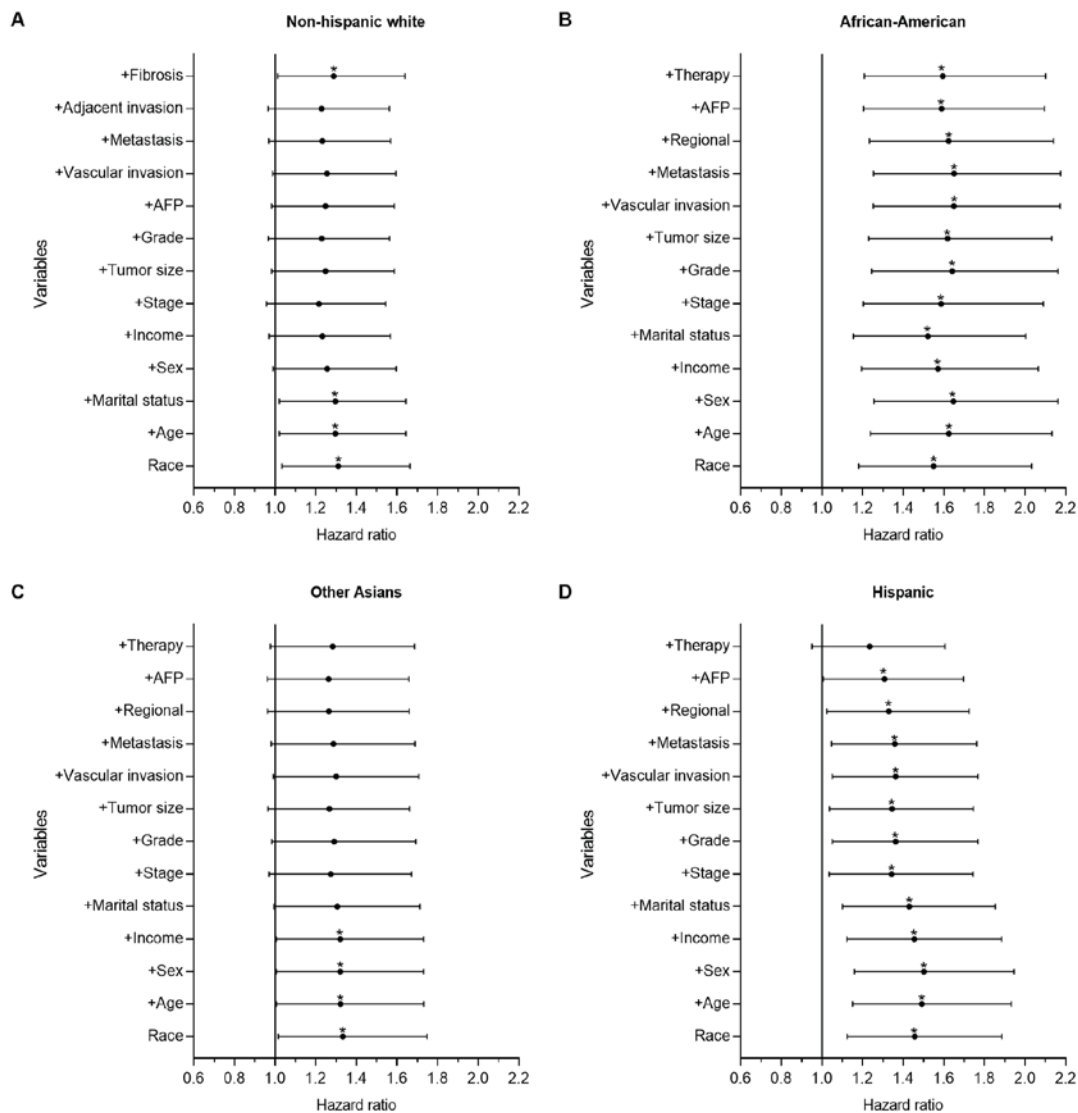 A
Non-hispanic white
Variables
+Fibrosis
+Adjacent invasion
+Metastasis
+Vascular invasion
+AFP
+Grade
+Tumor size
+Stage
+Income
+Sex
+Marital status
+Age
Race
0.6 0.8 1.0 1.2 1.4 1.6 1.8 2.0 2.2
Hazard ratio
B
African-American
Variables
+Therapy
+AFP
+Regional
+Metastasis
+Vascular invasion
+Tumor size
+Grade
+Stage
+Marital status
+Income
+Sex
+Age
Race
0.6 0.8 1.0 1.2 1.4 1.6 1.8 2.0 2.2
Hazard ratio
C
Other Asians
Variables
+Therapy
+AFP
+Regional
+Metastasis
+Vascular invasion
+Tumor size
+Grade
+Stage
+Marital status
+Income
+Sex
+Age
Race
0.6 0.8 1.0 1.2 1.4 1.6 1.8 2.0 2.2
Hazard ratio
D
Hispanic
Variables
+Therapy
+AFP
+Regional
+Metastasis
+Vascular invasion
+Tumor size
+Grade
+Stage
+Marital status
+Income
+Sex
+Age
Race
0.6 0.8 1.0 1.2 1.4 1.6 1.8 2.0 2.2
Hazard ratio